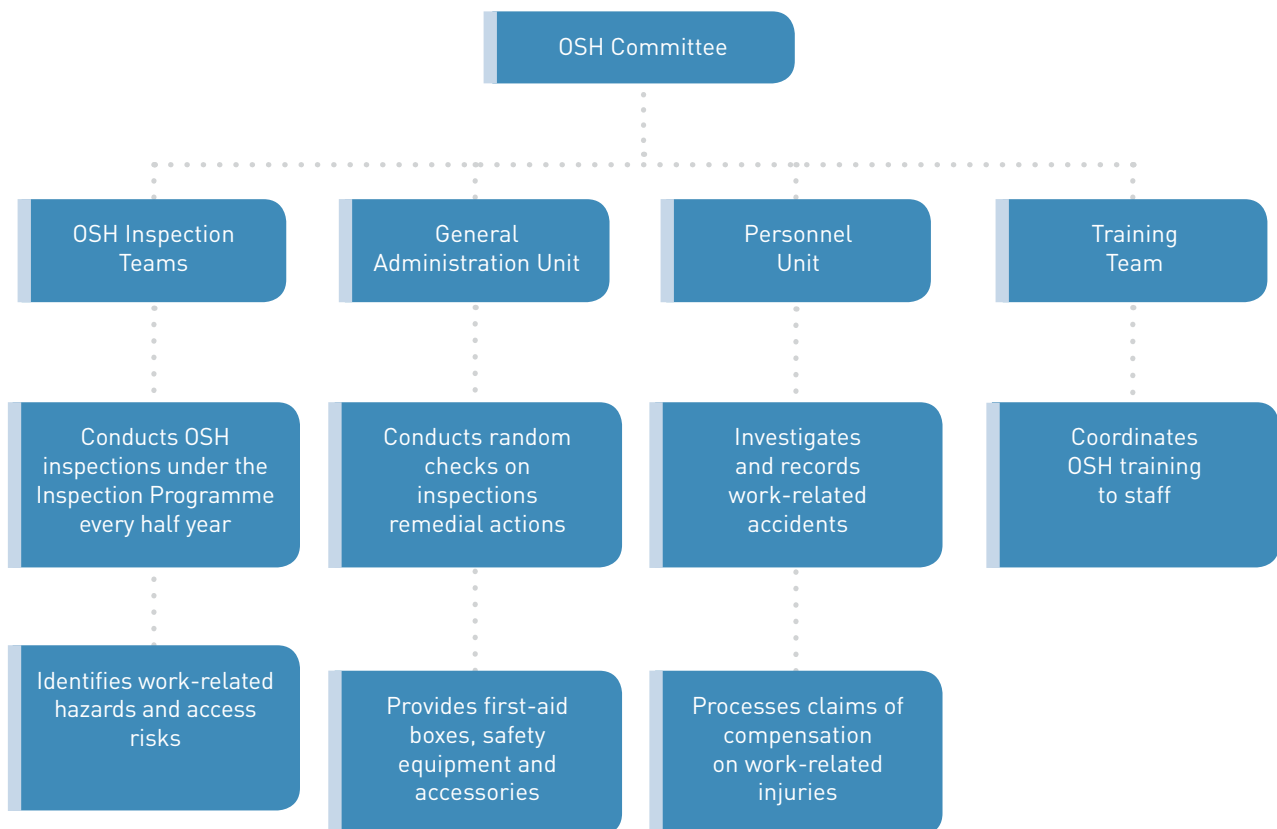 OSH Committee
OSH Inspection
Teams
General
Administration Unit
Personnel
Unit
Training
Team
Conducts OSH
inspections under the
Inspection Programme
every half year
Conducts random
checks on
inspections
remedial actions
Investigates
and records
work-related
accidents
Coordinates
OSH training
to staff
Identifies work-related
hazards and access
risks
Provides first-aid
boxes, safety
equipment and
accessories
Processes claims of
compensation
on work-related
injuries